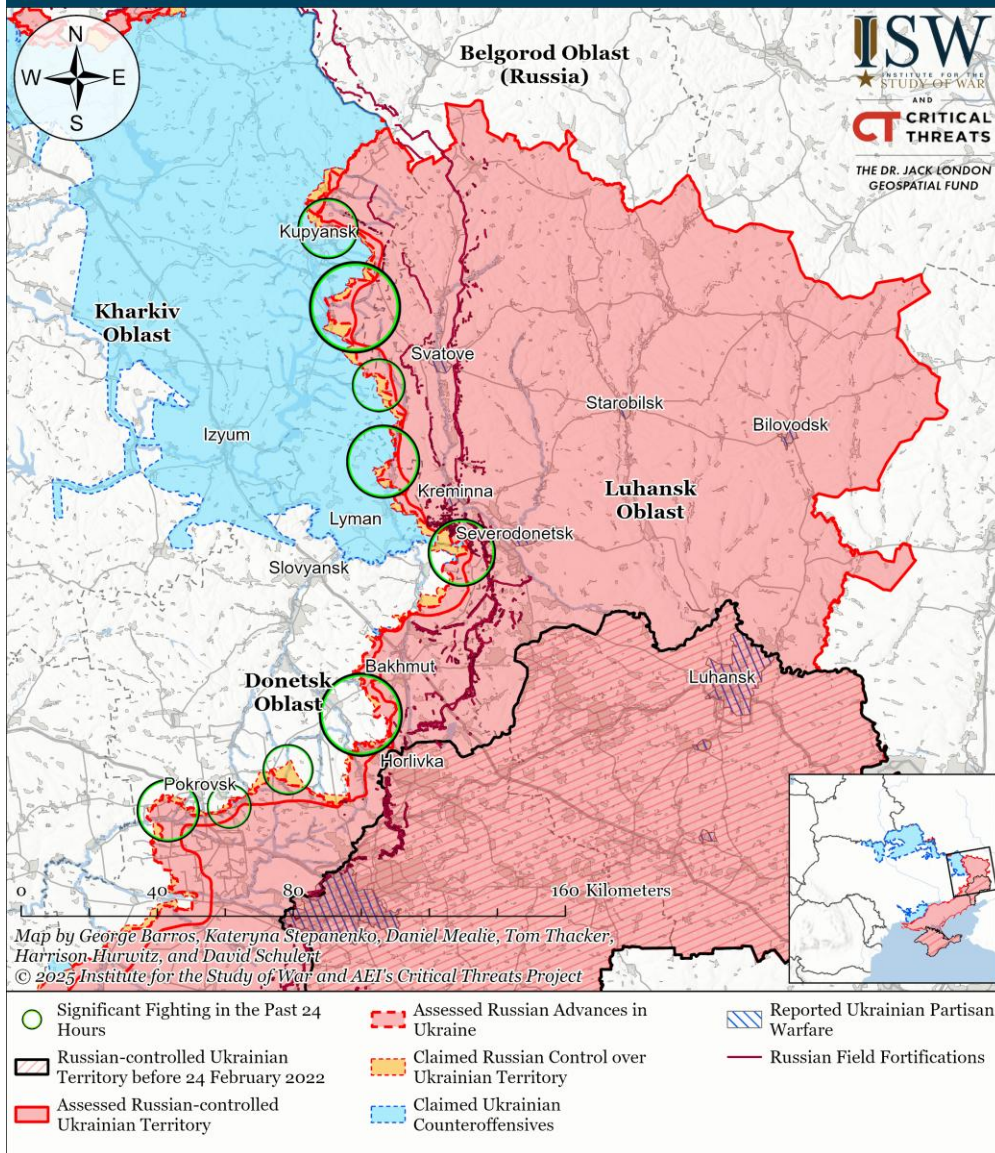 N
W E
S
Belgorod Oblast
(Russia)
ISW
INSTITUTE FOR THE
STUDY OF WAR
AND
CT CRITICAL
THREATS
THE DR. JACK LONDON
GEOSPATIAL FUND
Kupyansk
Kharkiv
Oblast
Svatove
Starobilsk
Bilovodsk
Izyum
Kreminna
Luhansk
Oblast
Lyman
Severodonetsk
Slovyansk
Bakhmut
Luhansk
Donetsk
Oblast
Horlivka
Pokrovsk
0 40 80 160 Kilometers
Map by George Barros, Kateryna Stepanenko, Daniel Mealie, Tom Thacker,
Harrison Hurwitz, and David Schulert
© 2025 Institute for the Study of War and AEI's Critical Threats Project
Significant Fighting in the Past 24
Hours
Russian-controlled Ukrainian
Territory before 24 February 2022
Assessed Russian-controlled
Ukrainian Territory
Assessed Russian Advances in
Ukraine
Claimed Russian Control over
Ukrainian Territory
Claimed Ukrainian
Counteroffensives
Reported Ukrainian Partisan
Warfare
Russian Field Fortifications